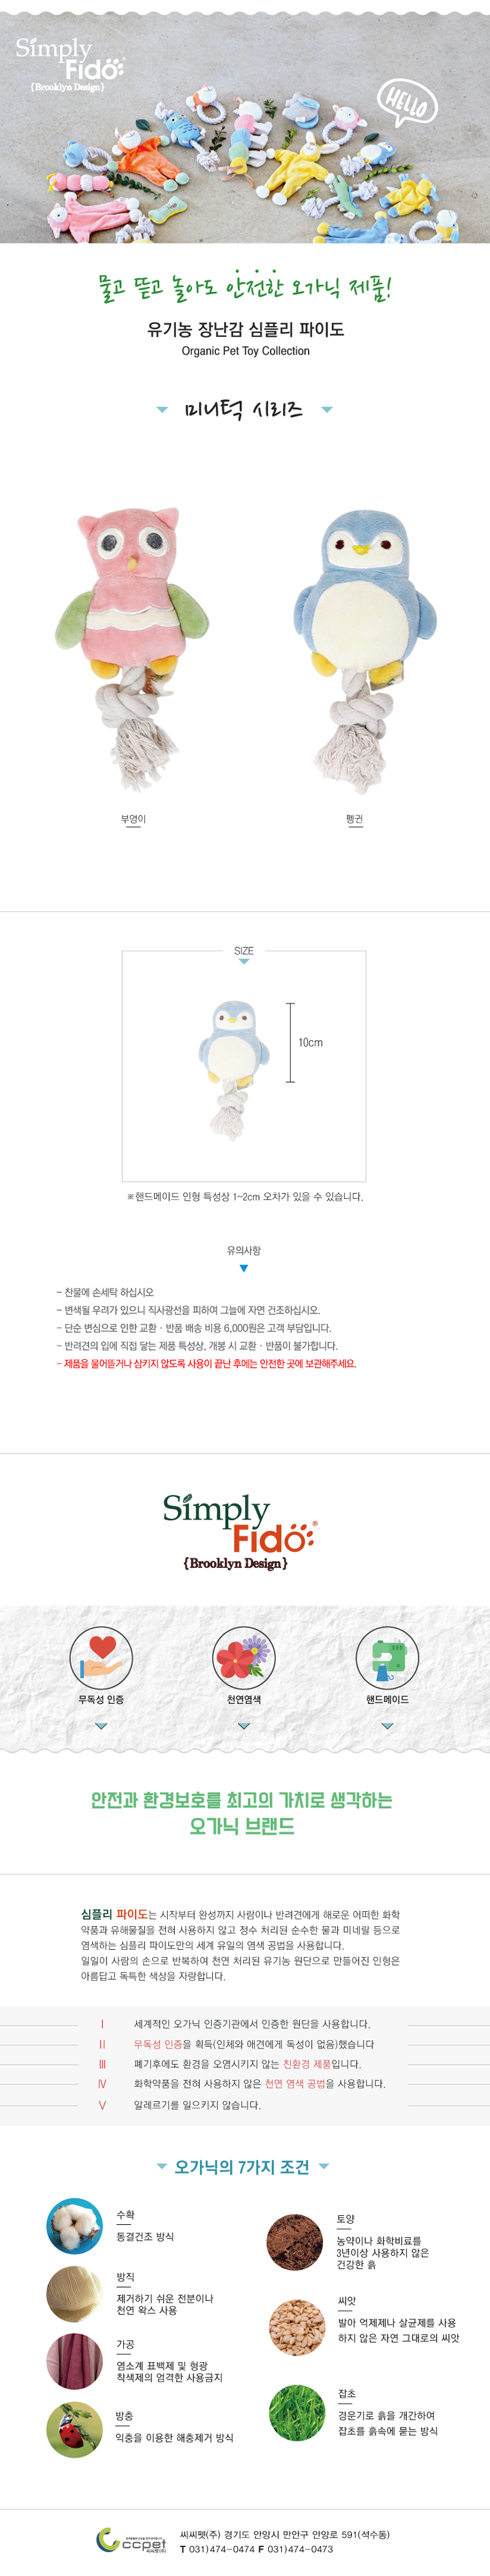 Simply
Fido
{Brooklyn Design}
HELLO
물고 뜯고 놀아도 안전한 오가닉 제품!
유기농 장난감 심플리 파이도
Organic Pet Toy Collection
미니턱 시리즈
부엉이
펭귄
SIZE
10cm
※핸드메이드 인형 특성상 1~2cm 오차가 있을 수 있습니다.
유의사항
- 찬물에 손세탁 하십시오
- 변색될 우려가 있으니 직사광선을 피하여 그늘에 자연 건조하십시오.
- 단순 변심으로 인한 교환 · 반품 배송 비용 6,000원은 고객 부담입니다.
- 반려견의 입에 직접 닿는 제품 특성상, 개봉 시 교환 · 반품이 불가합니다.
- 제품을 물어뜯거나 삼키지 않도록 사용이 끝난 후에는 안전한 곳에 보관해주세요.
Simply
Fido®
{Brooklyn Design}
무독성 인증
천연염색
핸드메이드
안전과 환경보호를 최고의 가치로 생각하는
오가닉 브랜드
심플리 파이도는 시작부터 완성까지 사람이나 반려견에게 해로운 어떠한 화학
약품과 유해물질을 전혀 사용하지 않고 정수 처리된 순수한 물과 미네랄 등으로
염색하는 심플리 파이도만의 세계 유일의 염색 공법을 사용합니다.
일일이 사람의 손으로 반복하여 천연 처리된 유기농 원단으로 만들어진 인형은
아름답고 독특한 색상을 자랑합니다.
Ⅰ 세계적인 오가닉 인증기관에서 인증한 원단을 사용합니다.
Ⅱ 무독성 인증을 획득(인체와 애견에게 독성이 없음)했습니다
Ⅲ 폐기후에도 환경을 오염시키지 않는 친환경 제품입니다.
Ⅳ 화학약품을 전혀 사용하지 않은 천연 염색 공법을 사용합니다.
Ⅴ 알레르기를 일으키지 않습니다.
오가닉의 7가지 조건
수확
동결건조 방식
방직
제거하기 쉬운 전분이나
천연 왁스 사용
가공
염소계 표백제 및 형광
착색제의 엄격한 사용금지
방충
익충을 이용한 해충제거 방식
토양
농약이나 화학비료를
3년이상 사용하지 않은
건강한 흙
씨앗
발아 억제제나 살균제를 사용
하지 않은 자연 그대로의 씨앗
잡초
경운기로 흙을 개간하여
잡초를 흙속에 묻는 방식
ccpet
씨씨펫(주)
씨씨펫(주) 경기도 안양시 만안구 안양로 591(석수동)
T 031)474-0474 F 031)474-0473